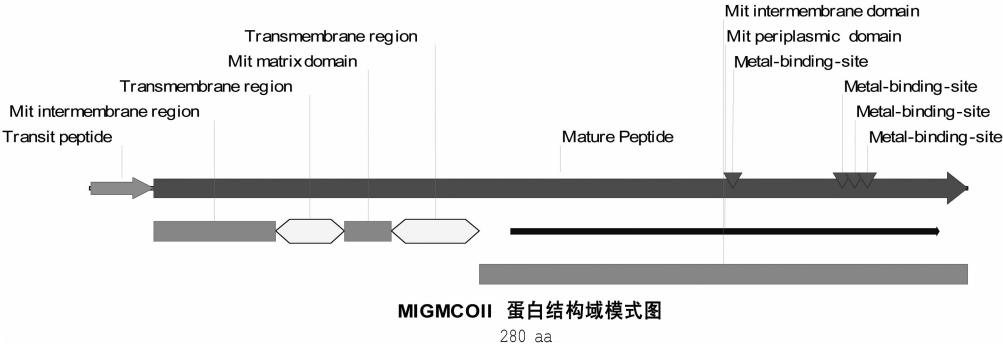 Mit intermembrane domain
Transmembrane region
Mit periplasmic domain
Mit matrix domain
Metal-binding-site
Transmembrane region
Metal-binding-site
Mit intermembrane region
Metal-binding-site
Transit peptide
Mature Peptide
Metal-binding-site
MIGMCOII 蛋白结构域模式图
280 aa